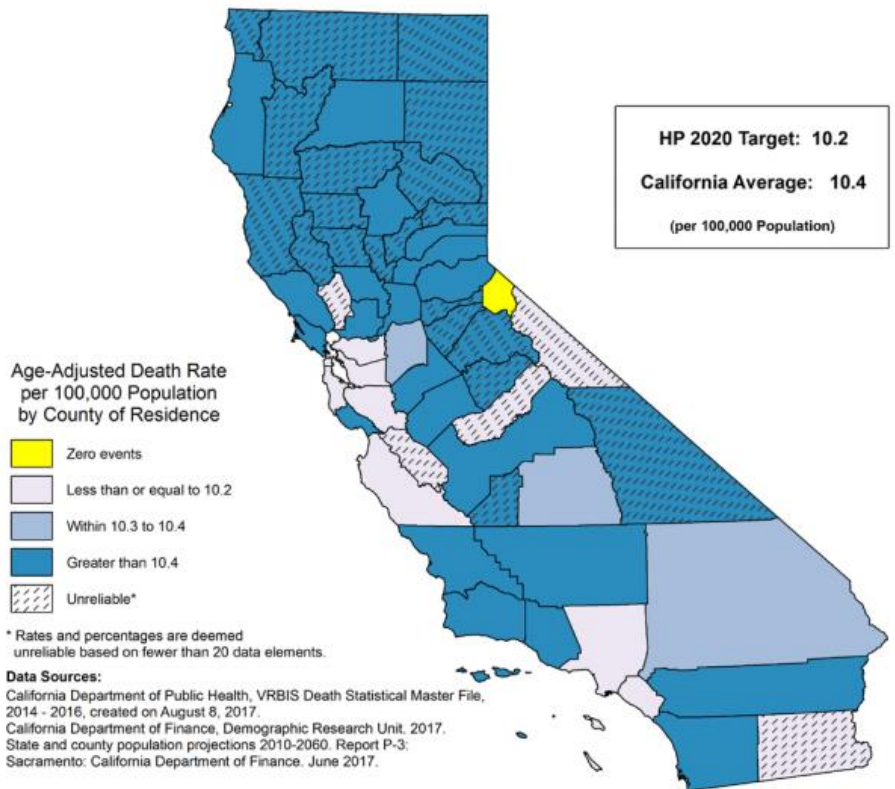 HP 2020 Target: 10.2
California Average: 10.4
(per 100,000 Population)
Age-Adjusted Death Rate
per 100,000 Population
by County of Residence
Zero events
Less than or equal to 10.2
Within 10.3 to 10.4
Greater than 10.4
Unreliable*
* Rates and percentages are deemed
unreliable based on fewer than 20 data elements.
Data Sources:
California Department of Public Health, VRBIS Death Statistical Master File,
2014 - 2016, created on August 8, 2017.
California Department of Finance, Demographic Research Unit. 2017.
State and county population projections 2010-2060. Report P-3:
Sacramento: California Department of Finance. June 2017.